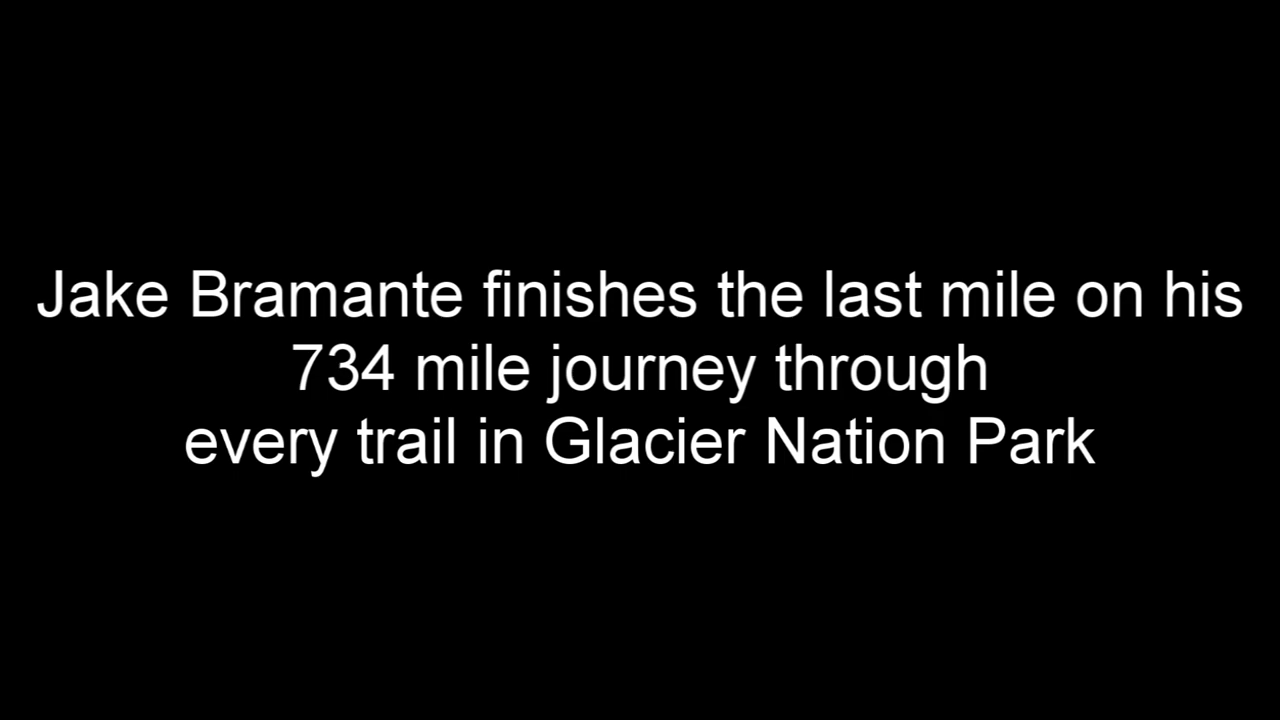 Jake Bramante finishes the last mile on his
734 mile journey through
every trail in Glacier Nation Park